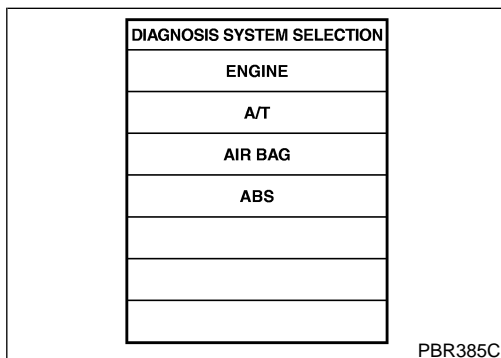 DIAGNOSIS SYSTEM SELECTION
ENGINE
A/T
AIR BAG
ABS
PBR385C